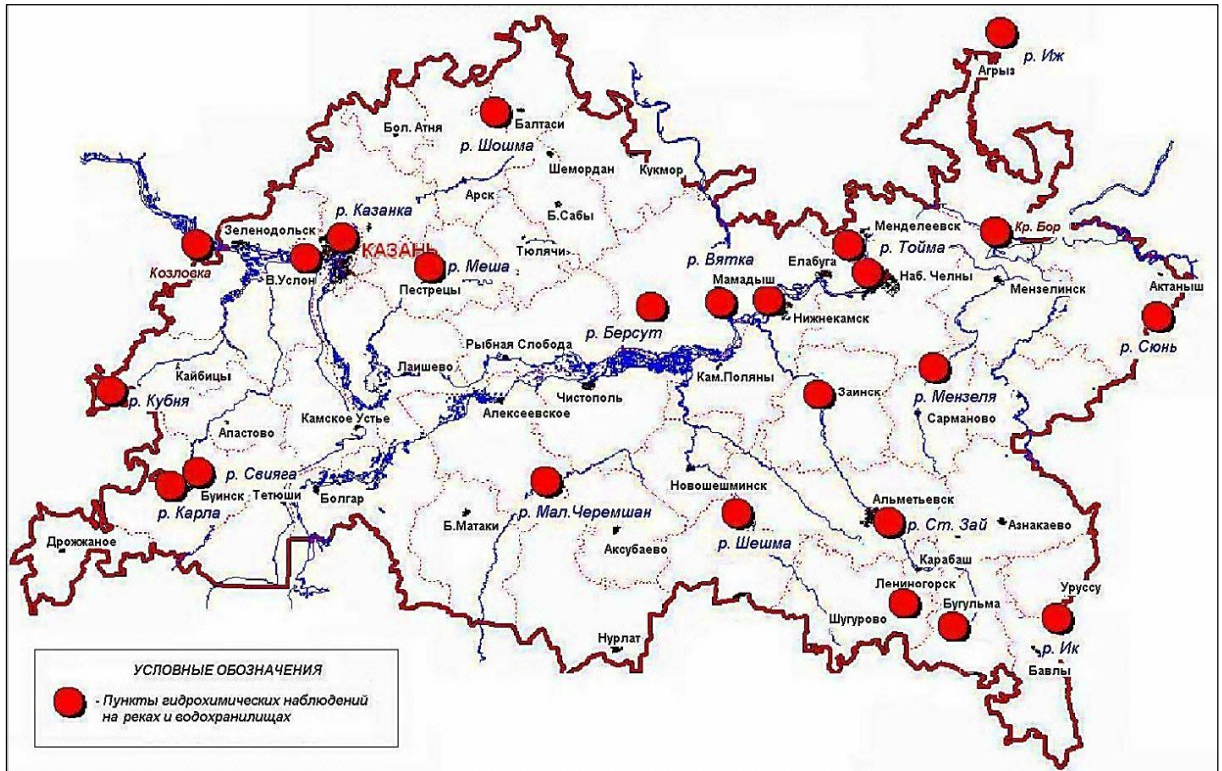 р. Иж
Агрыз
Балтаси
Бол. Атня
р. Шошма
Шемордан
Кукмор
Арск
Б.Сабы
р. Казанка
Зеленодольск
КАЗАНЬ
Козловка
В.Услон
Тюлячи
р. Меша
Пестрецы
р. Вятка
Мамадыш
Менделеевск
р. Тойма
Елабуга
Наб. Челны
Кр. Бор
Мензелинск
Актаныш
Нижнекамск
р. Берсут
р. Сюнь
Рыбная Слобода
Лаишево
Кайбицы
р. Кубня
Кам.Поляны
Чистополь
Заинск
р. Мензеля
Алексеевское
Сарманово
Камское Устье
Апастово
р. Свияга
Буинск
Тетюши
Болгар
р. Карла
Новошешминск
Альметьевск
р. Мал.Черемшан
Б.Матаки
р. Ст. Зай
Азнакаево
Аксубаево
р. Шешма
Дрожжаное
Карабаш
Лениногорск
Уруссу
Бугульма
Шугурово
Нурлат
р. Ик
Бавлы
УСЛОВНЫЕ ОБОЗНАЧЕНИЯ
- Пункты гидрохимических наблюдений
на реках и водохранилищах